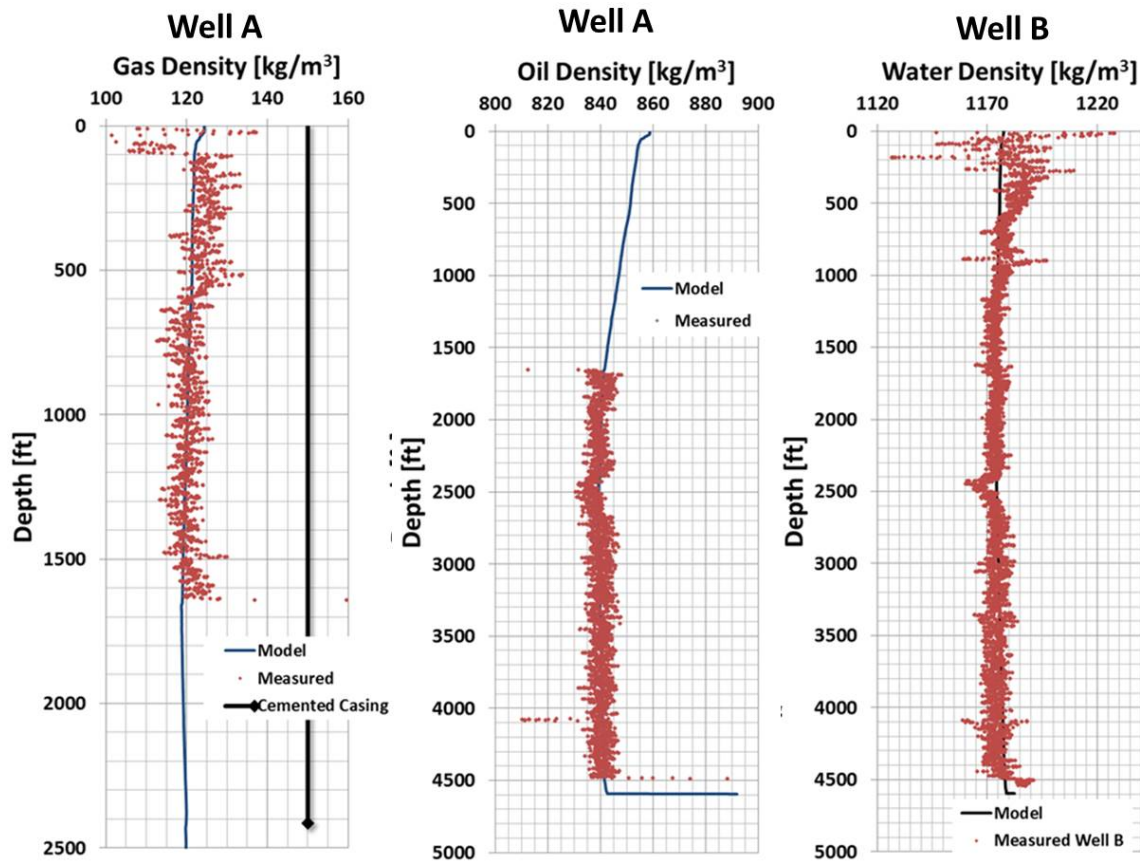 Well A
Gas Density [kg/m³]
100 120 140 160
0
500
1000
1500
2000
2500
Depth [ft]
Model
Measured
Cemented Casing
Well A
Oil Density [kg/m³]
800 820 840 860 880 900
0
500
1000
1500
2000
2500
3000
3500
4000
4500
5000
Depth [ft]
Model
Measured
Well B
Water Density [kg/m³]
1120 1170 1220
0
500
1000
1500
2000
2500
3000
3500
4000
4500
5000
Depth [ft]
Model
Measured Well B